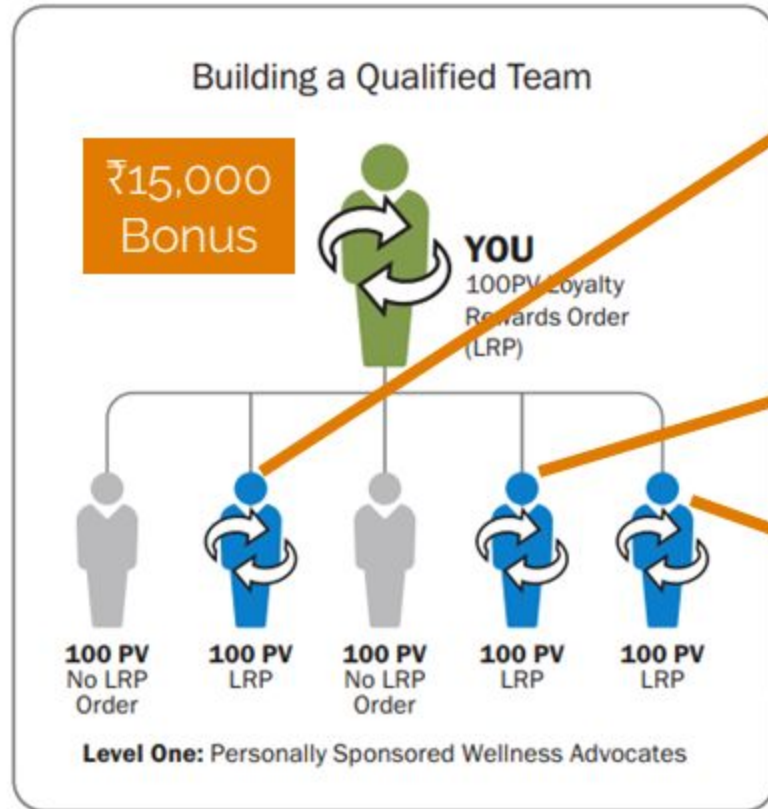 Building a Qualified Team
₹15,000
Bonus
YOU
100PV Loyalty
Rewards Order
(LRP)
100 PV
No LRP
Order
100 PV
LRP
100 PV
No LRP
Order
100 PV
LRP
100 PV
LRP
Level One: Personally Sponsored Wellness Advocates